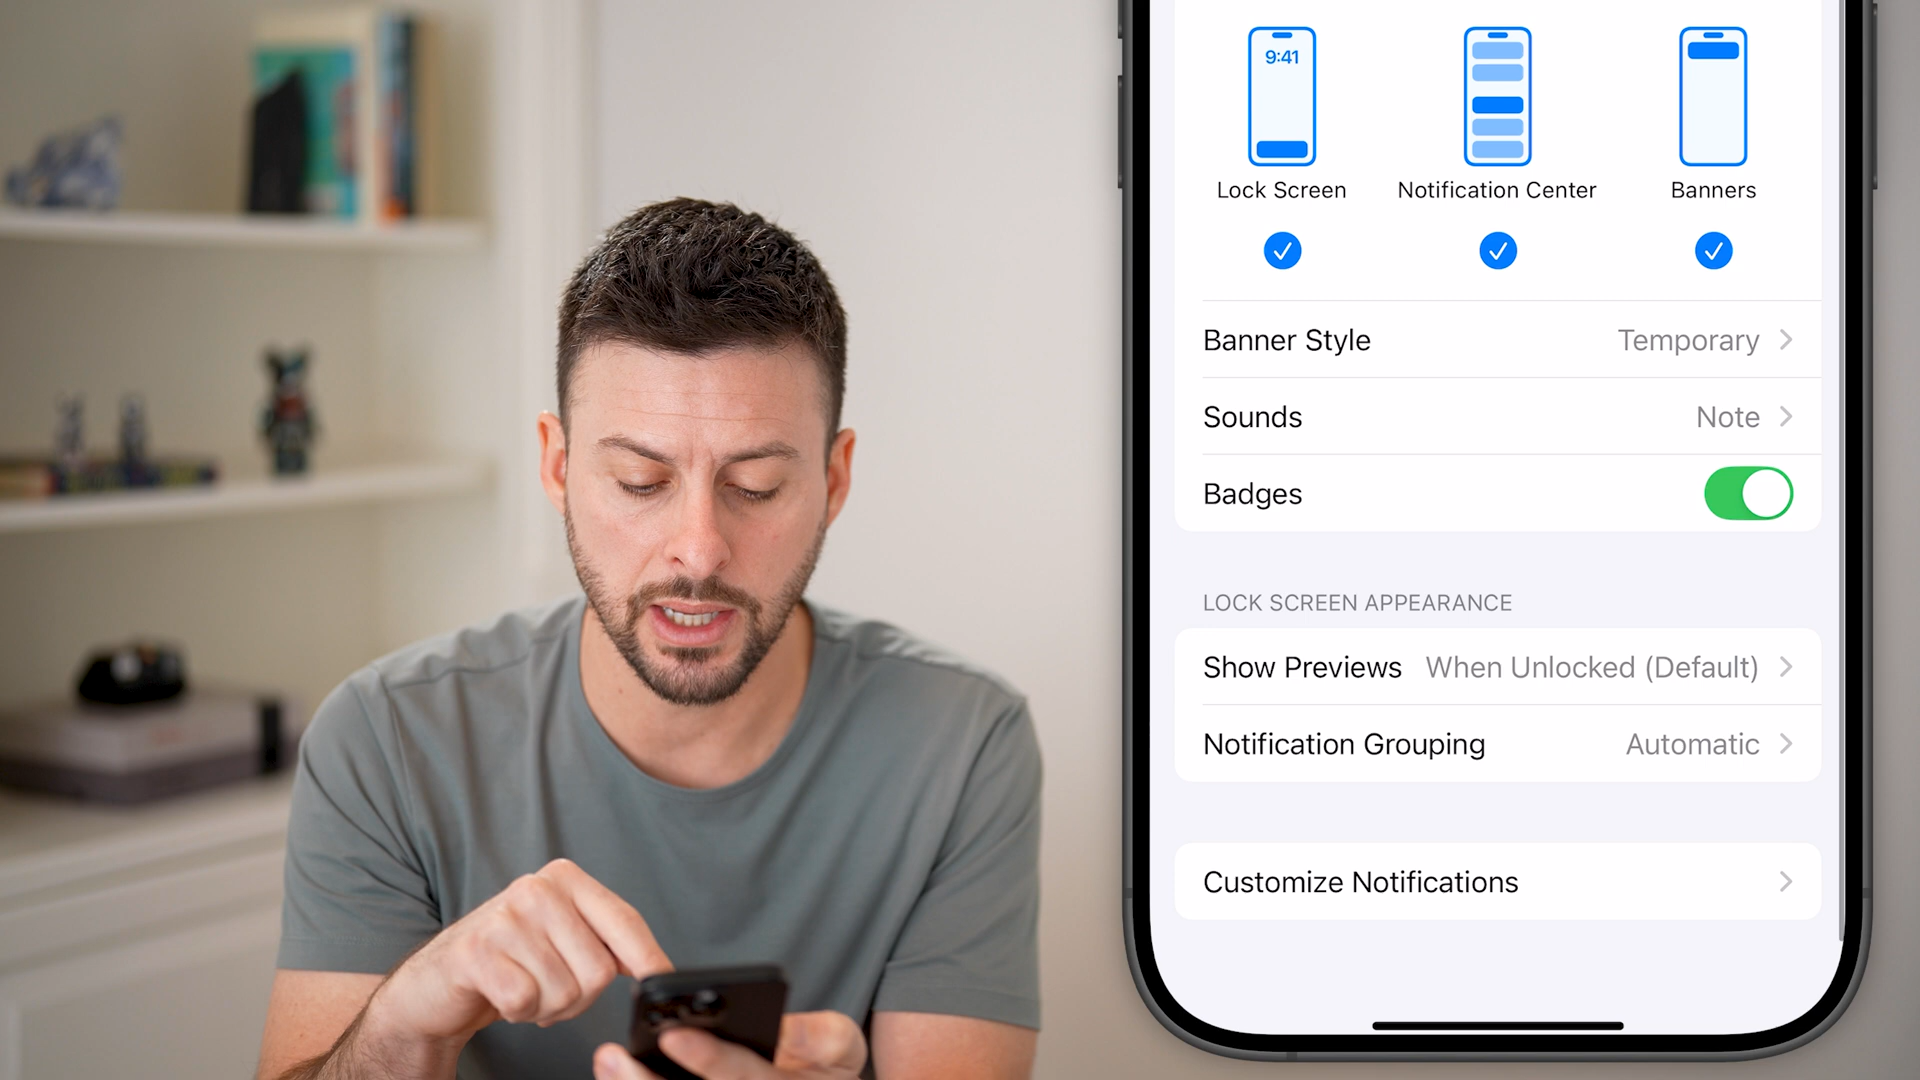 9:41
Lock Screen
Notification Center
Banners
Banner Style Temporary
Sounds Note
Badges
LOCK SCREEN APPEARANCE
Show Previews When Unlocked (Default)
Notification Grouping Automatic
Customize Notifications